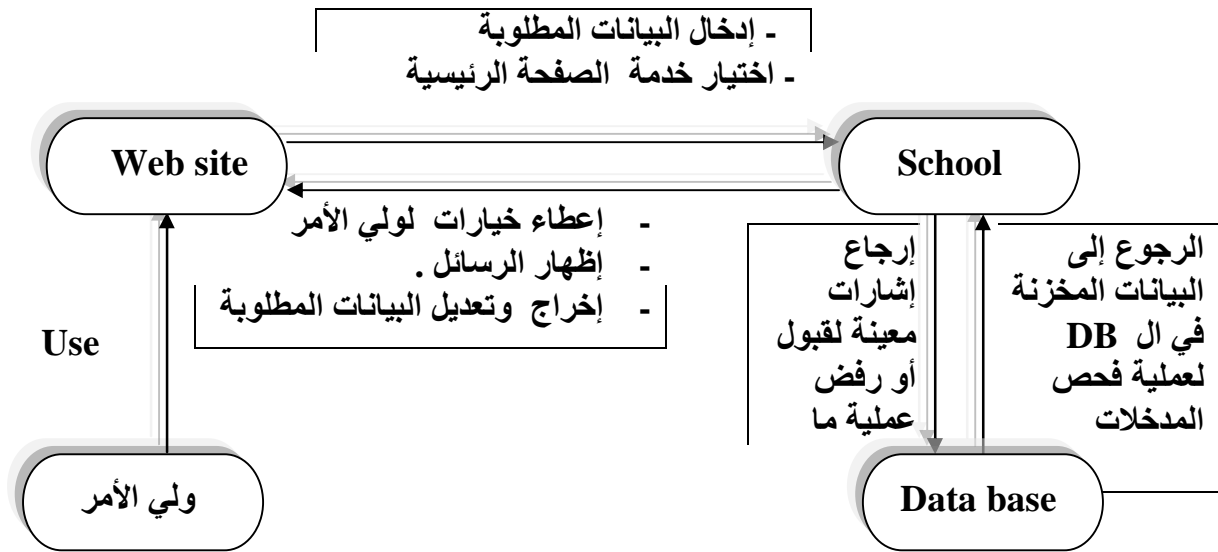 - إدخال البيانات المطلوبة
- اختيار خدمة الصفحة الرئيسية
Web site
School
- إعطاء خيارات لولي الأمر
- إظهار الرسائل .
- إخراج وتعديل البيانات المطلوبة
إرجاع
إشارات
معينة لقبول
أو رفض
عملية ما
الرجوع إلى
البيانات المخزنة
في ال DB
لعملية فحص
المدخلات
Use
ولي الأمر
Data base